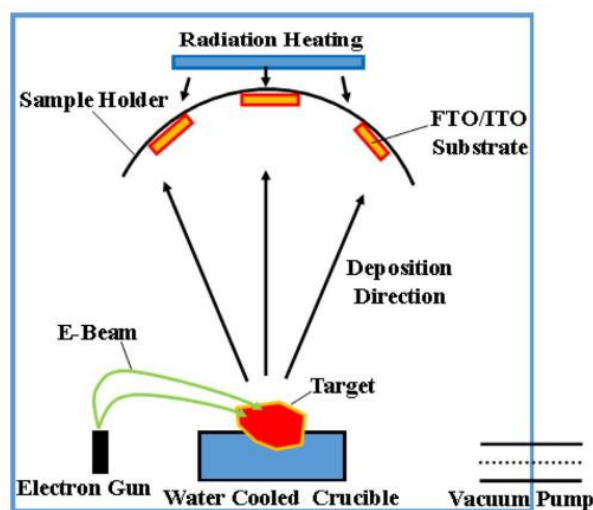 Radiation Heating
Sample Holder
FTO/ITO
Substrate
Deposition
Direction
E-Beam
Target
Electron Gun
Water Cooled Crucible
Vacuum Pump